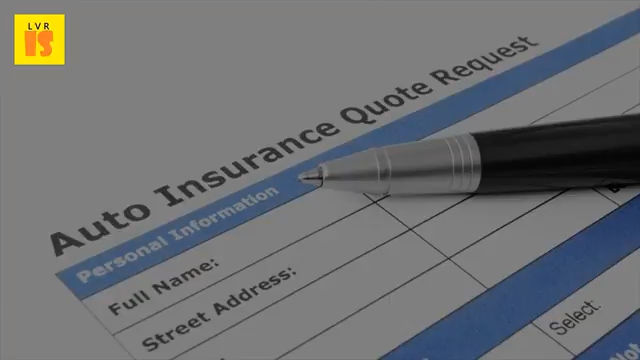 LVR
IS
Auto Insurance Quote Request
Personal Information
Full Name:
Street Address:
Select: